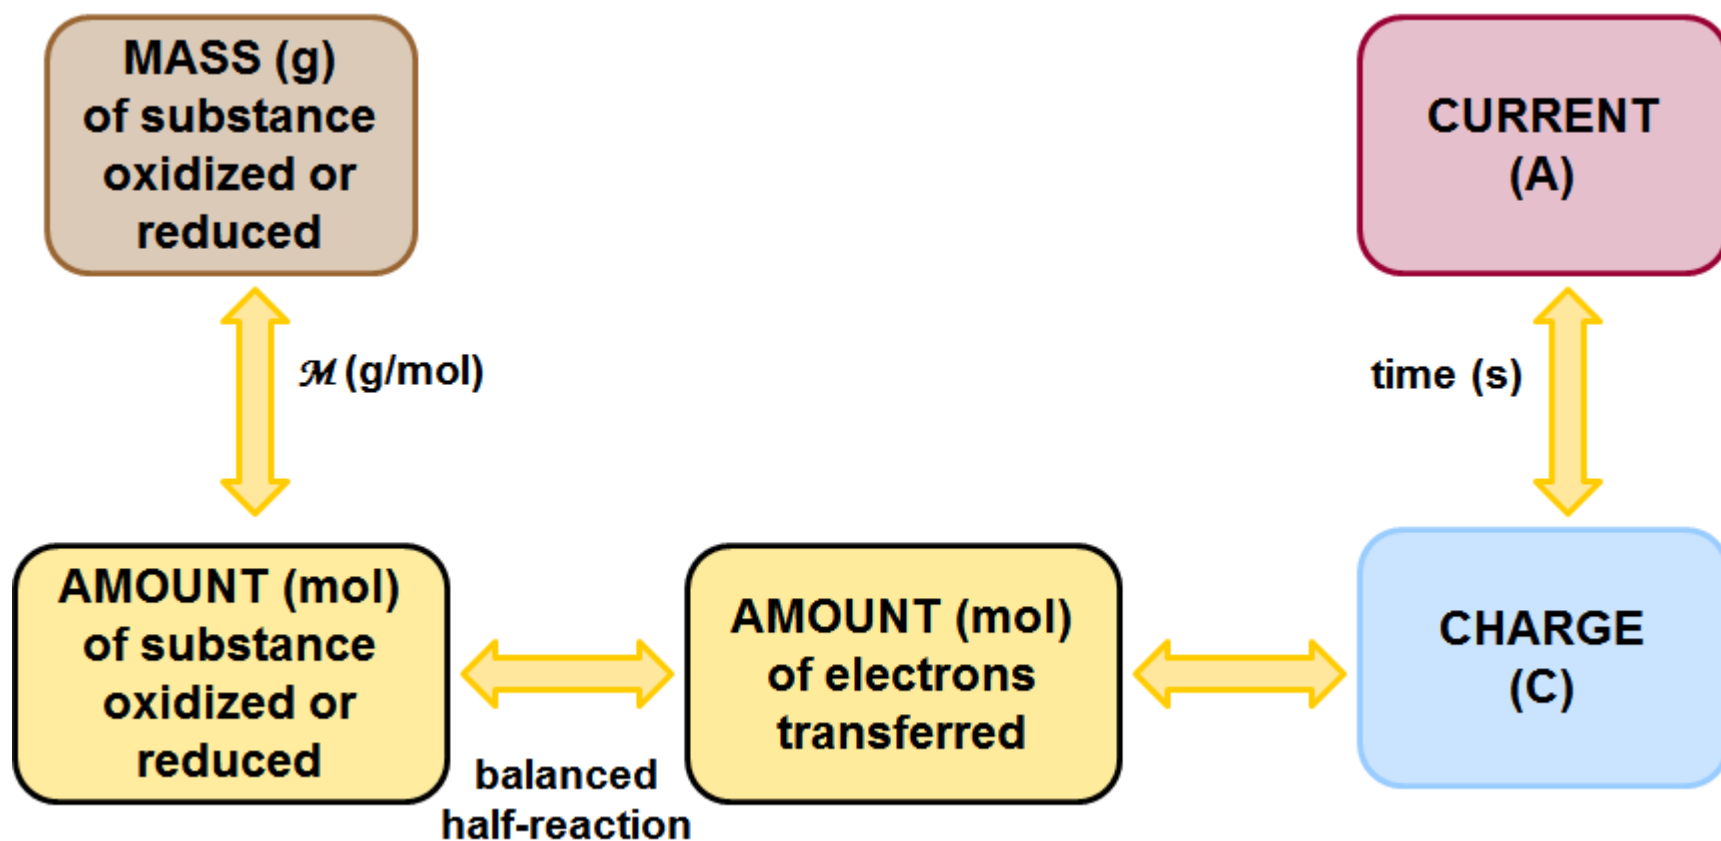 MASS (g)
of substance
oxidized or
reduced
CURRENT
(A)
ℳ (g/mol)
time (s)
AMOUNT (mol)
of substance
oxidized or
reduced
AMOUNT (mol)
of electrons
transferred
CHARGE
(C)
balanced
half-reaction